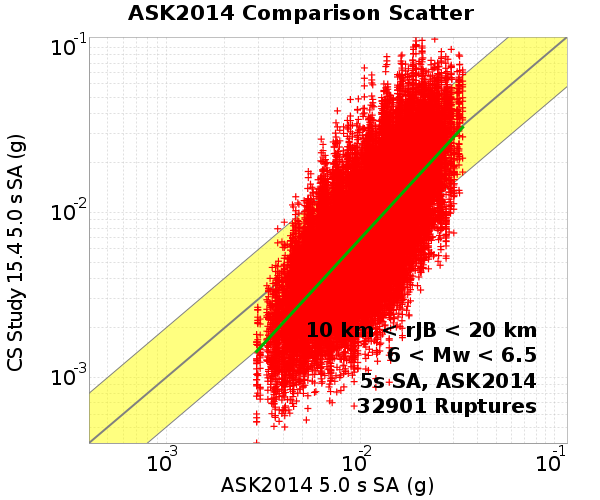 ASK2014 Comparison Scatter
CS Study 15.4 5.0 s SA (g)
10^-1
10^-2
10^-3
10 km < rJB < 20 km
6 < Mw < 6.5
5s SA, ASK2014
32901 Ruptures
10^-3 10^-2 10^-1
ASK2014 5.0 s SA (g)